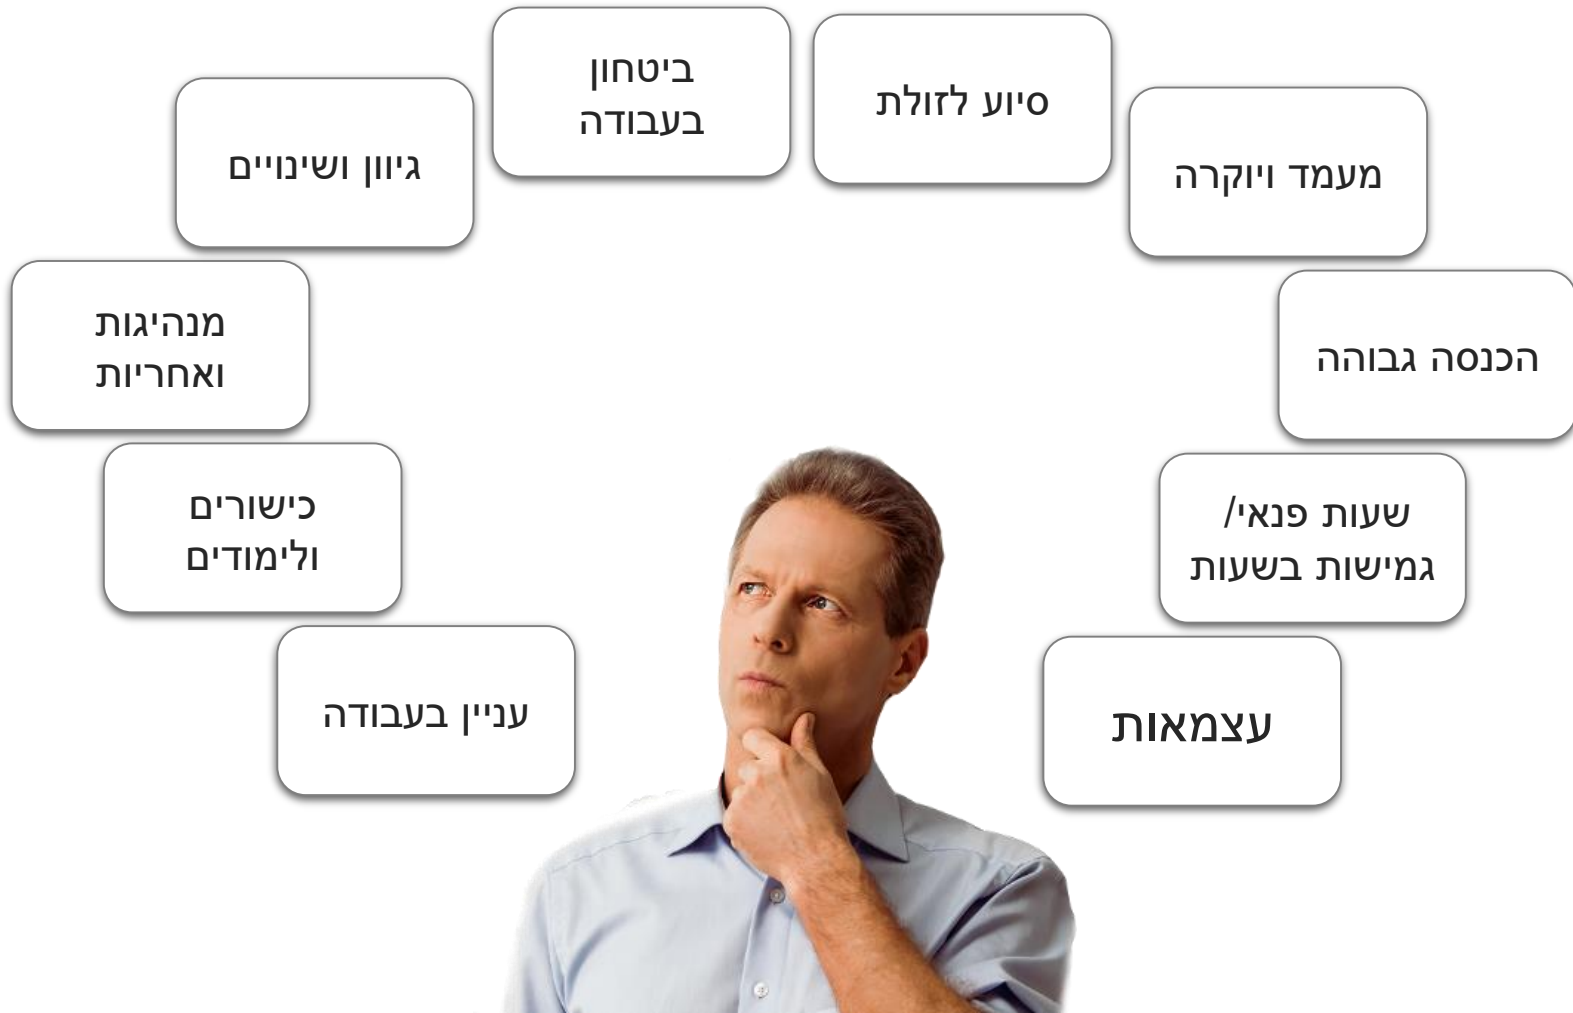 ביטחון
בעבודה
סיוע לזולת
גיוון ושינויים
מעמד ויוקרה
מנהיגות
ואחריות
הכנסה גבוהה
כישורים
ולימודים
שעות פנאי/
גמישות בשעות
עניין בעבודה
עצמאות